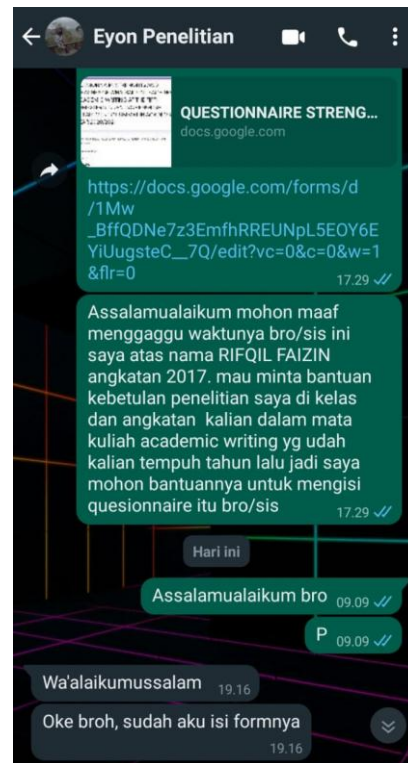 Eyon Penelitian
QUESTIONNAIRE STRENG...
docs.google.com
https://docs.google.com/forms/d
/1Mw
_BffQDNe7z3EmfhRREUNpL5EOY6E
YiUugsteC__7Q/edit?vc=0&c=0&w=1
&flr=0
17.29
Assalamualaikum mohon maaf
menggaggu waktunya bro/sis ini
saya atas nama RIFQIL FAIZIN
angkatan 2017. mau minta bantuan
kebetulan penelitian saya di kelas
dan angkatan kalian dalam mata
kuliah academic writing yg udah
kalian tempuh tahun lalu jadi saya
mohon bantuannya untuk mengisi
quesionnaire itu bro/sis
17.29
Hari ini
Assalamualaikum bro 09.09
P 09.09
Wa'alaikumussalam 19.16
Oke broh, sudah aku isi formnya
19.16